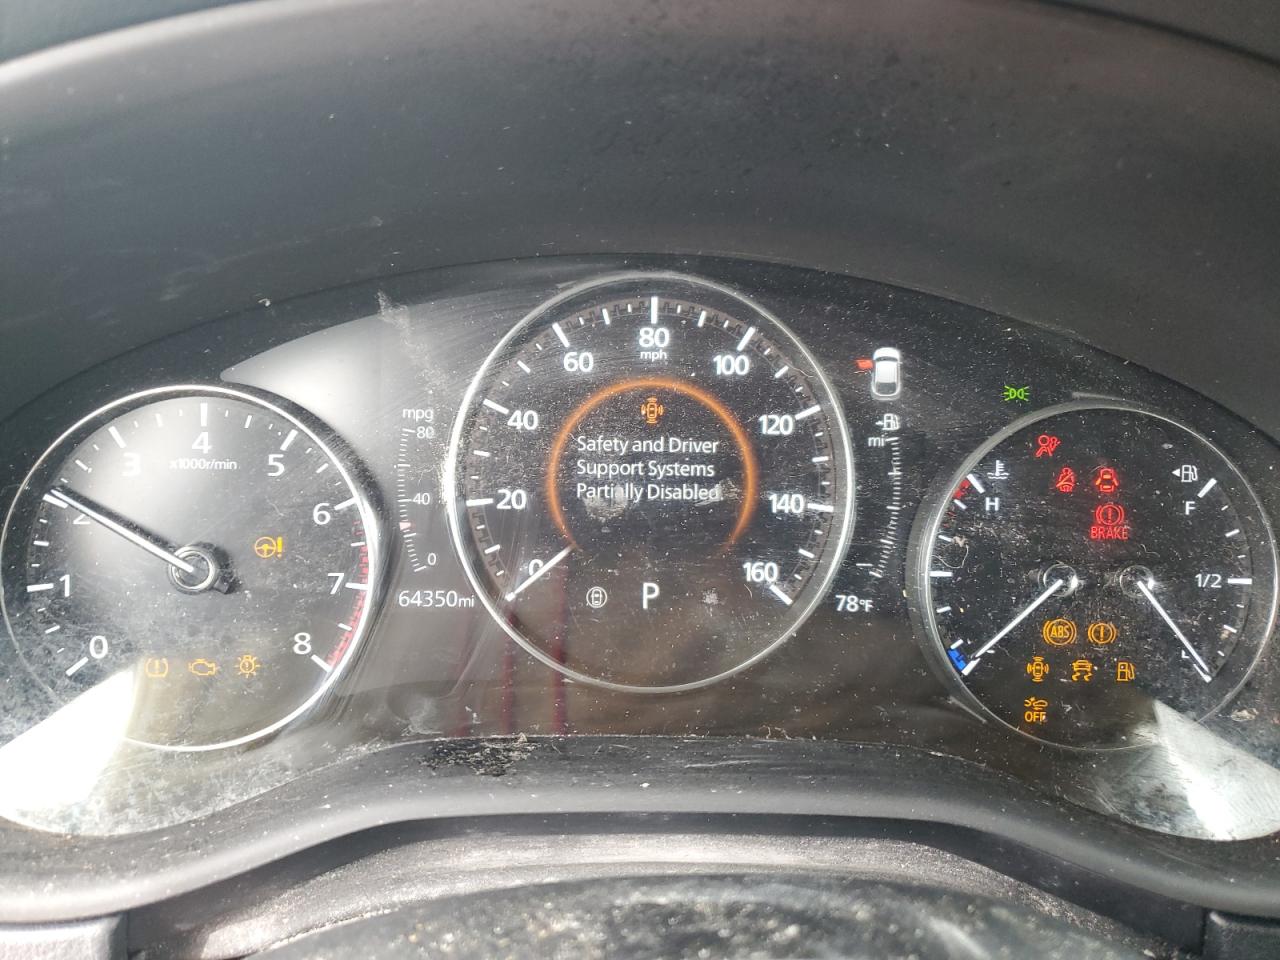 0
1
2
3
4
5
6
7
8
x1000r/min
mpg
80
40
0
64350mi
0
20
40
60
80
100
120
140
160
mph
Safety and Driver
Support Systems
Partially Disabled
P
mi
78°F
H
F
1/2
BRAKE
ABS
OFF